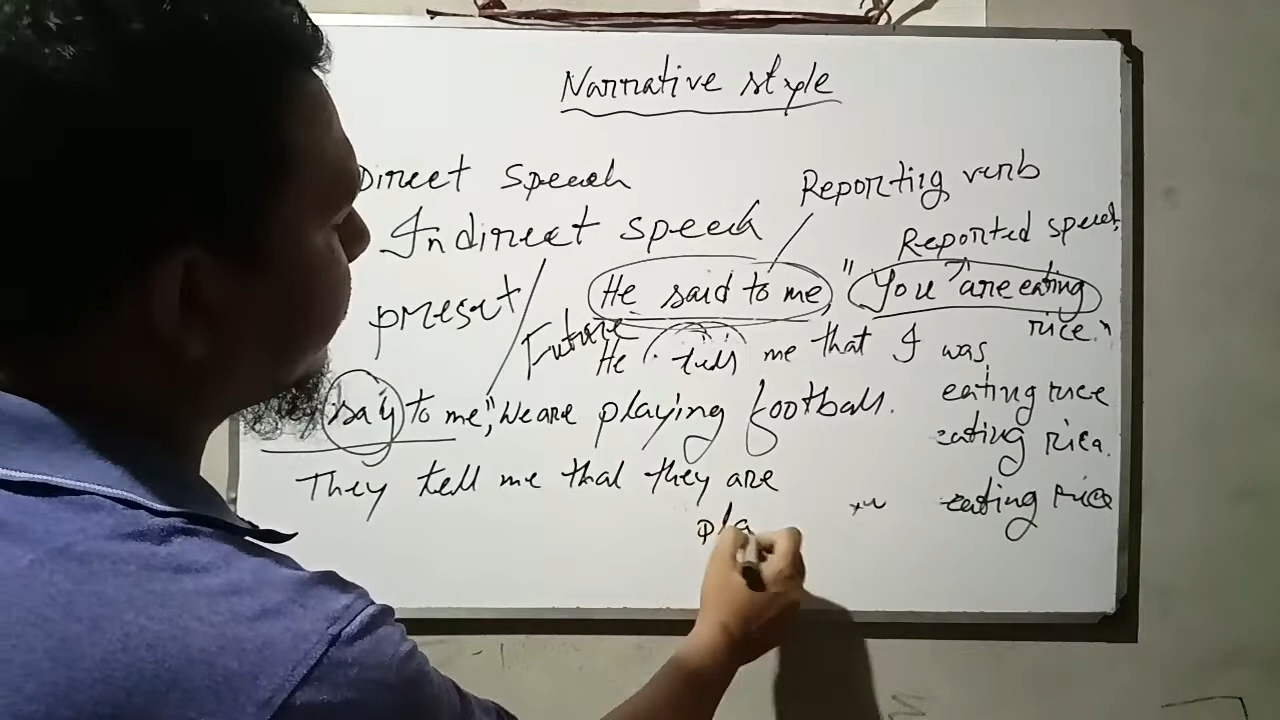 Narrative style
Direct Speech
Reporting verb
Indirect speech
Reported speech
He said to me "You are eating rice."
present
Future
He tells me that I was
eating rice
say to me, "We are playing football.
eating rice.
They tell me that they are
eating rice
pla